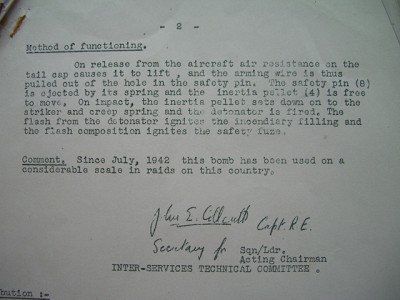 - 2 -
Method of functioning.
On release from the aircraft air resistance on the
tail cap causes it to lift , and the arming wire is thus
pulled out of the hole in the safety pin. The safety pin (8)
is ejected by its spring and the inertia pellet (4) is free
to move. On impact, the inertia pellet sets down on to the
striker and creep spring and the detonator is fired. The
flash from the detonator ignites the incendiary filling and
the flash composition ignites the safety fuse.
Comment. Since July, 1942 this bomb has been used on a
considerable scale in raids on this country.
John E. Capt. R.E.
Secretary for Sqn/Ldr.
Acting Chairman
INTER-SERVICES TECHNICAL COMMITTEE .
bution :-